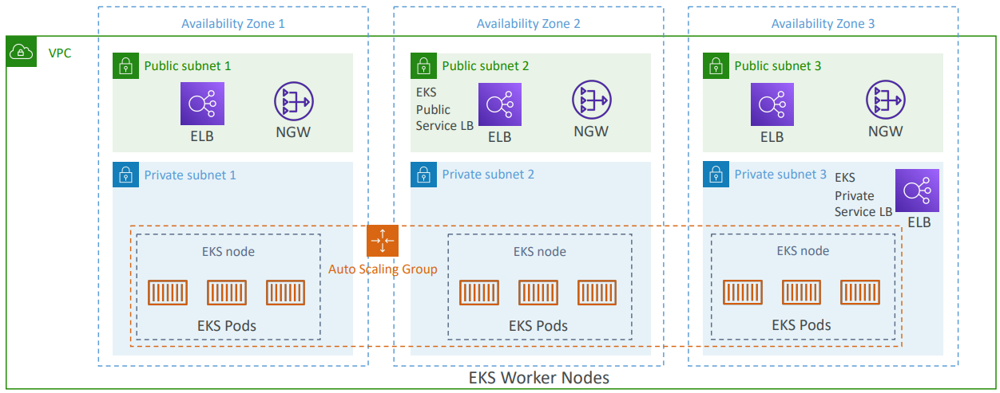 Availability Zone 1
Availability Zone 2
Availability Zone 3
VPC
Public subnet 1
ELB
NGW
Public subnet 2
EKS
Public
Service LB
ELB
NGW
Public subnet 3
ELB
NGW
Private subnet 1
Private subnet 2
Private subnet 3
EKS
Private
Service LB
ELB
Auto Scaling Group
EKS node
EKS Pods
EKS node
EKS Pods
EKS node
EKS Pods
EKS Worker Nodes